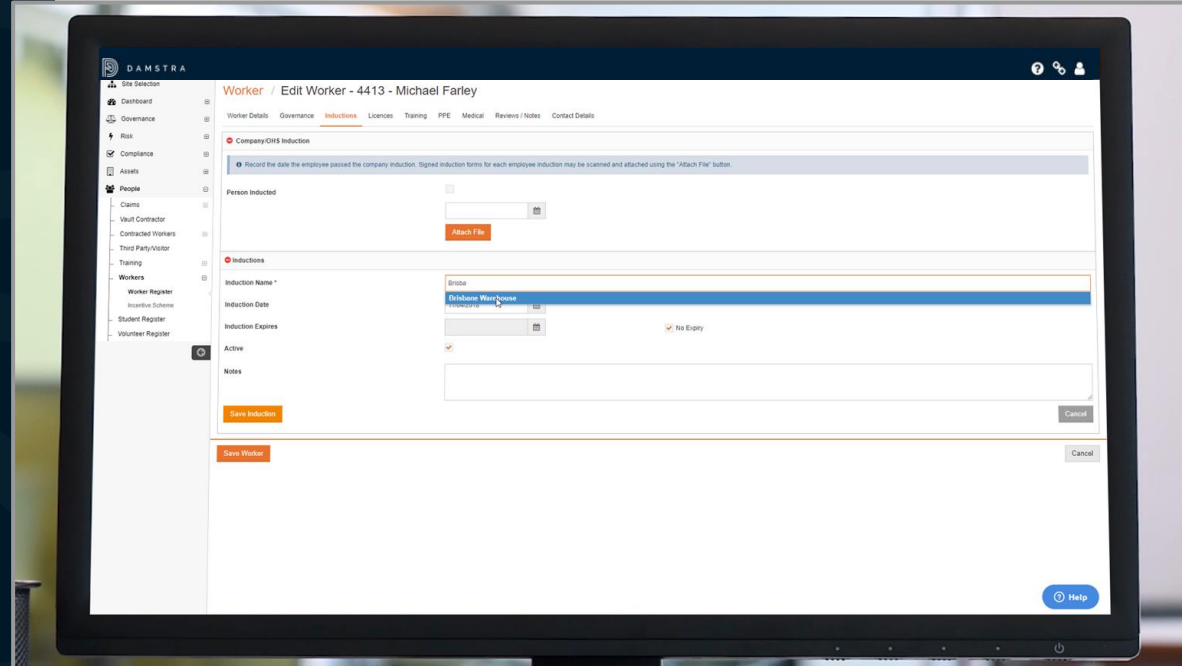 DAMSTRA
Site Selection
Dashboard
Governance
Risk
Compliance
Assets
People
Claims
Vault Contractor
Contracted Workers
Third Party/Visitor
Training
Workers
Worker Register
Incentive Scheme
Student Register
Volunteer Register
Worker / Edit Worker - 4413 - Michael Farley
Worker Details Governance Inductions Licences Training PPE Medical Reviews / Notes Contact Details
Company/OHS Induction
Record the date the employee passed the company induction. Signed induction forms for each employee induction may be scanned and attached using the "Attach File" button.
Person Inducted
Attach File
Inductions
Induction Name * Brisba
Brisbane Warehouse
Induction Date
Induction Expires No Expiry
Active
Notes
Save Induction Cancel
Save Worker Cancel
Help